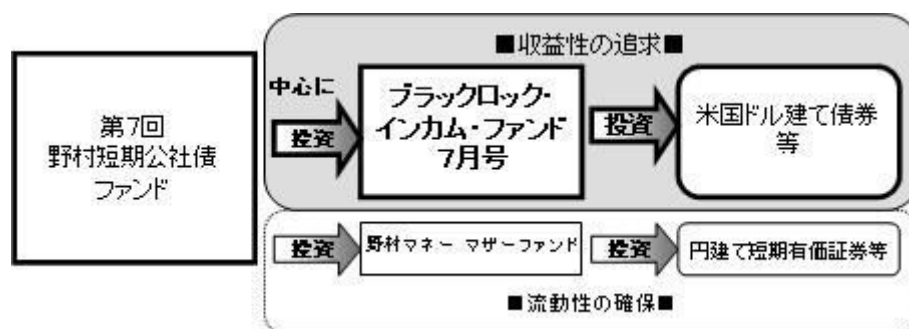 第7回
野村短期公社債
ファンド
■収益性の追求■
中心に
投資
ブラックロック・
インカム・ファンド
7月号
投資
米国ドル建て債券
等
投資
野村マネー マザーファンド
投資
円建て短期有価証券等
■流動性の確保■